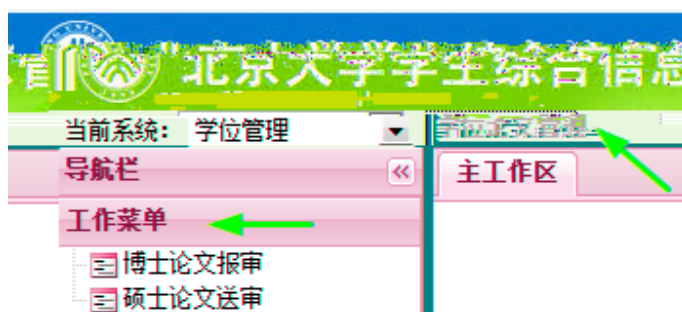 北京大学学生综合信息
当前系统： 学位管理
导航栏
主工作区
工作菜单
博士论文报审
硕士论文送审